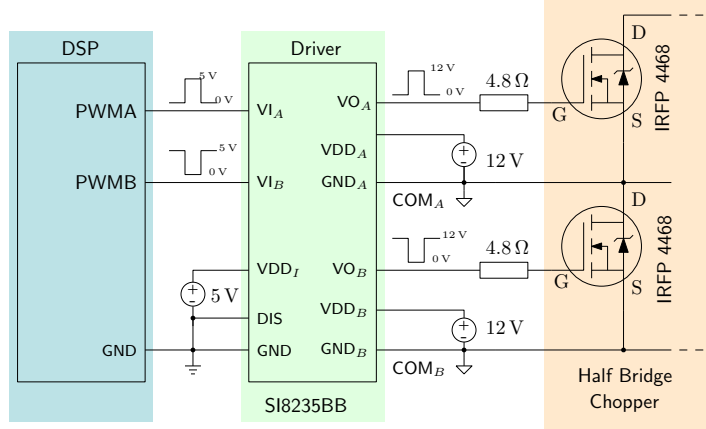 DSP
Driver
D
5 V
0 V
12 V
0 V
4.8 Ω
PWMA
VI_A
VO_A
G
S
IRFP 4468
VDD_A
12 V
5 V
0 V
PWMB
VI_B
GND_A
COM_A
D
12 V
0 V
4.8 Ω
VDD_I
VO_B
G
S
IRFP 4468
5 V
VDD_B
DIS
12 V
GND
GND
GND_B
COM_B
Half Bridge
Chopper
SI8235BB